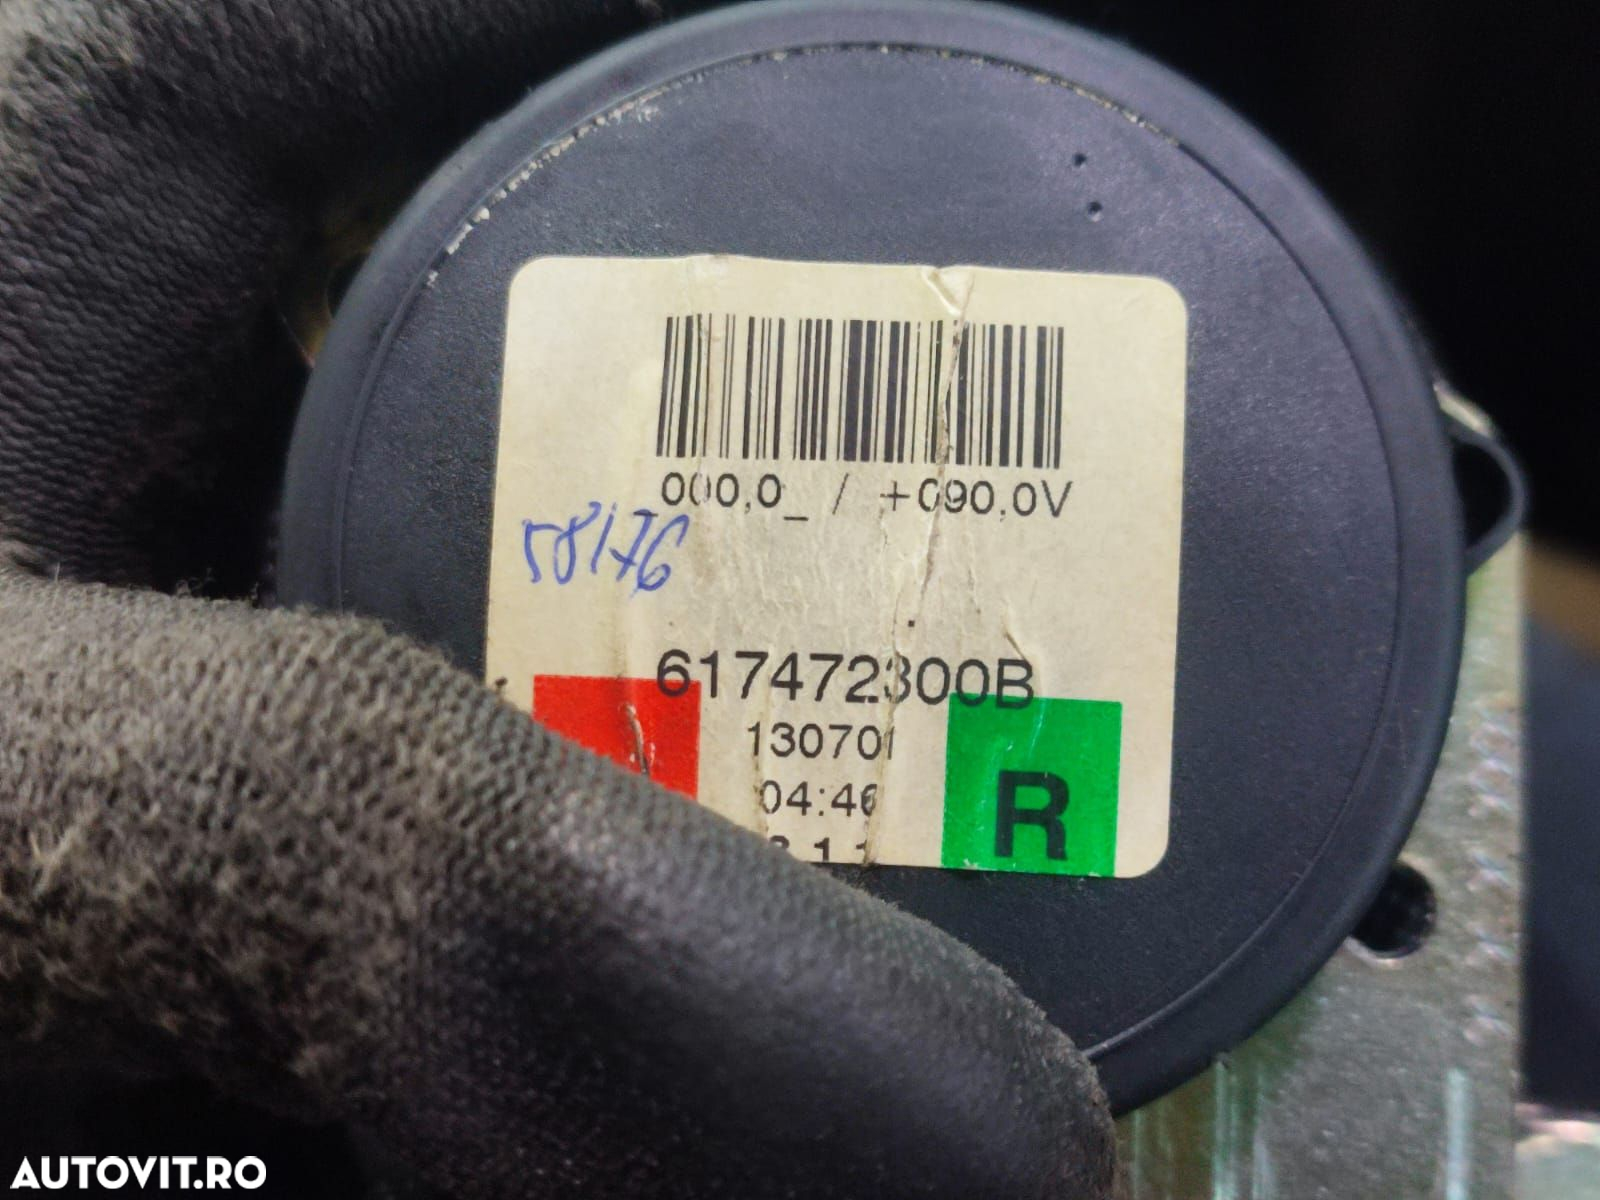 000,0_ / +090,0V
58176
617472300B
130701
04:46
R
AUTOVIT.RO